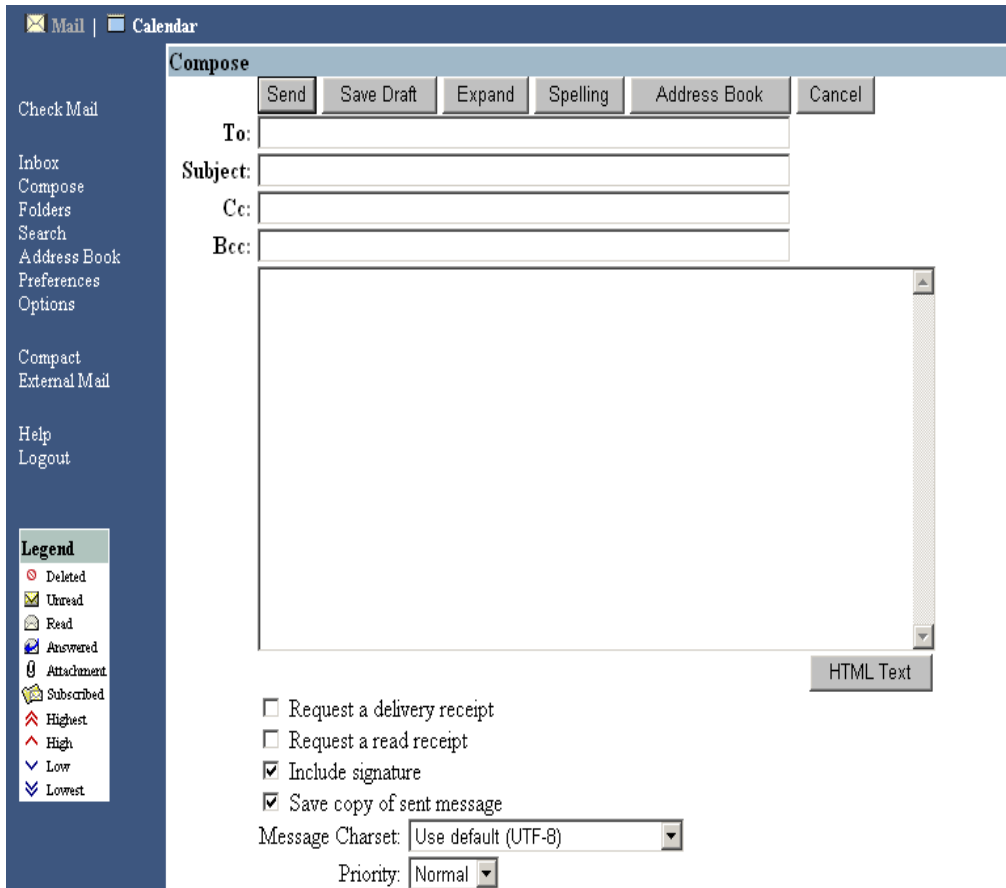 Mail | Calendar
Check Mail
Inbox
Compose
Folders
Search
Address Book
Preferences
Options
Compact
External Mail
Help
Logout
Legend
Deleted
Unread
Read
Answered
Attachment
Subscribed
Highest
High
Low
Lowest
Compose
Send Save Draft Expand Spelling Address Book Cancel
To:
Subject:
Cc:
Bcc:
HTML Text
Request a delivery receipt
Request a read receipt
Include signature
Save copy of sent message
Message Charset: Use default (UTF-8)
Priority: Normal